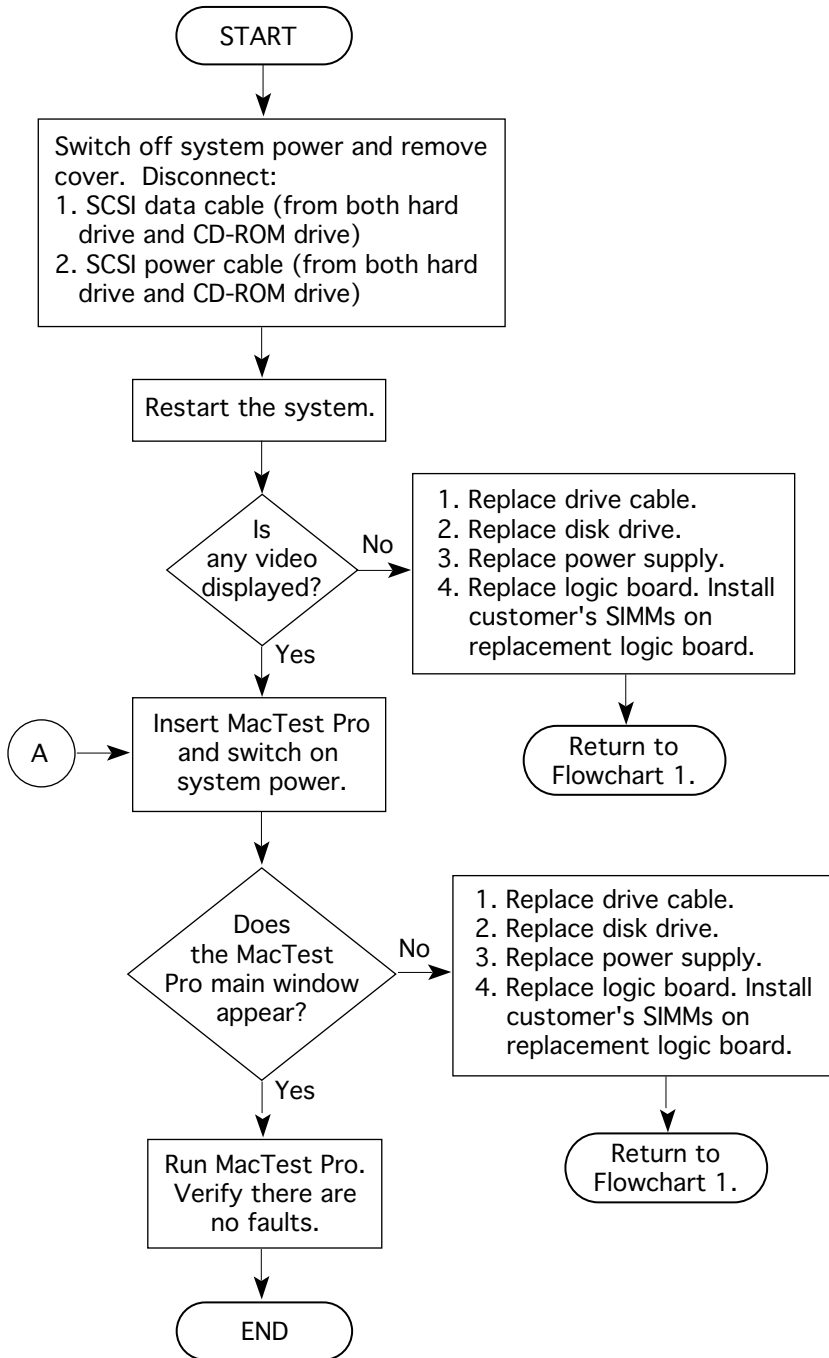 START
Switch off system power and remove
cover. Disconnect:
1. SCSI data cable (from both hard
drive and CD-ROM drive)
2. SCSI power cable (from both hard
drive and CD-ROM drive)
Restart the system.
Is
any video
displayed?
No
1. Replace drive cable.
2. Replace disk drive.
3. Replace power supply.
4. Replace logic board. Install
customer's SIMMs on
replacement logic board.
Return to
Flowchart 1.
Yes
A
Insert MacTest Pro
and switch on
system power.
Does
the MacTest
Pro main window
appear?
No
1. Replace drive cable.
2. Replace disk drive.
3. Replace power supply.
4. Replace logic board. Install
customer's SIMMs on
replacement logic board.
Return to
Flowchart 1.
Yes
Run MacTest Pro.
Verify there are
no faults.
END